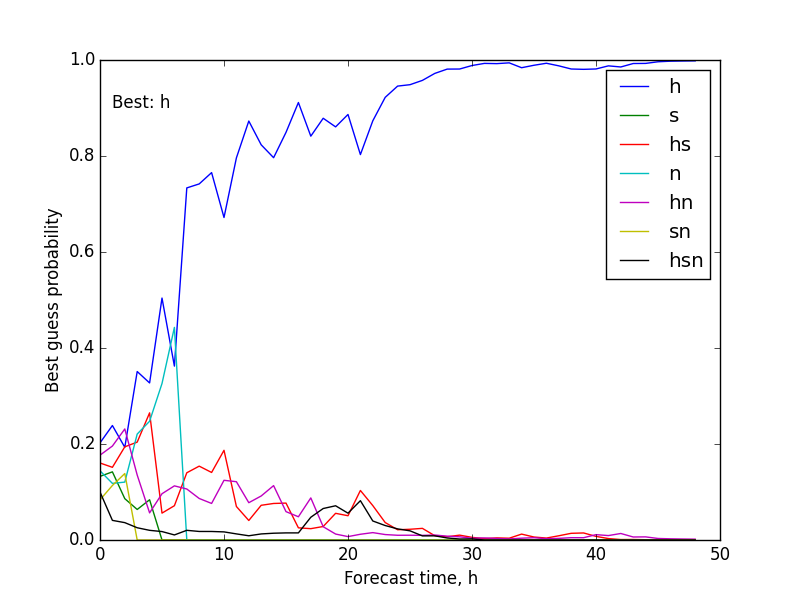 1.0
0.8
0.6
0.4
0.2
0.0
Best guess probability
Best: h
h
s
hs
n
hn
sn
hsn
0 10 20 30 40 50
Forecast time, h